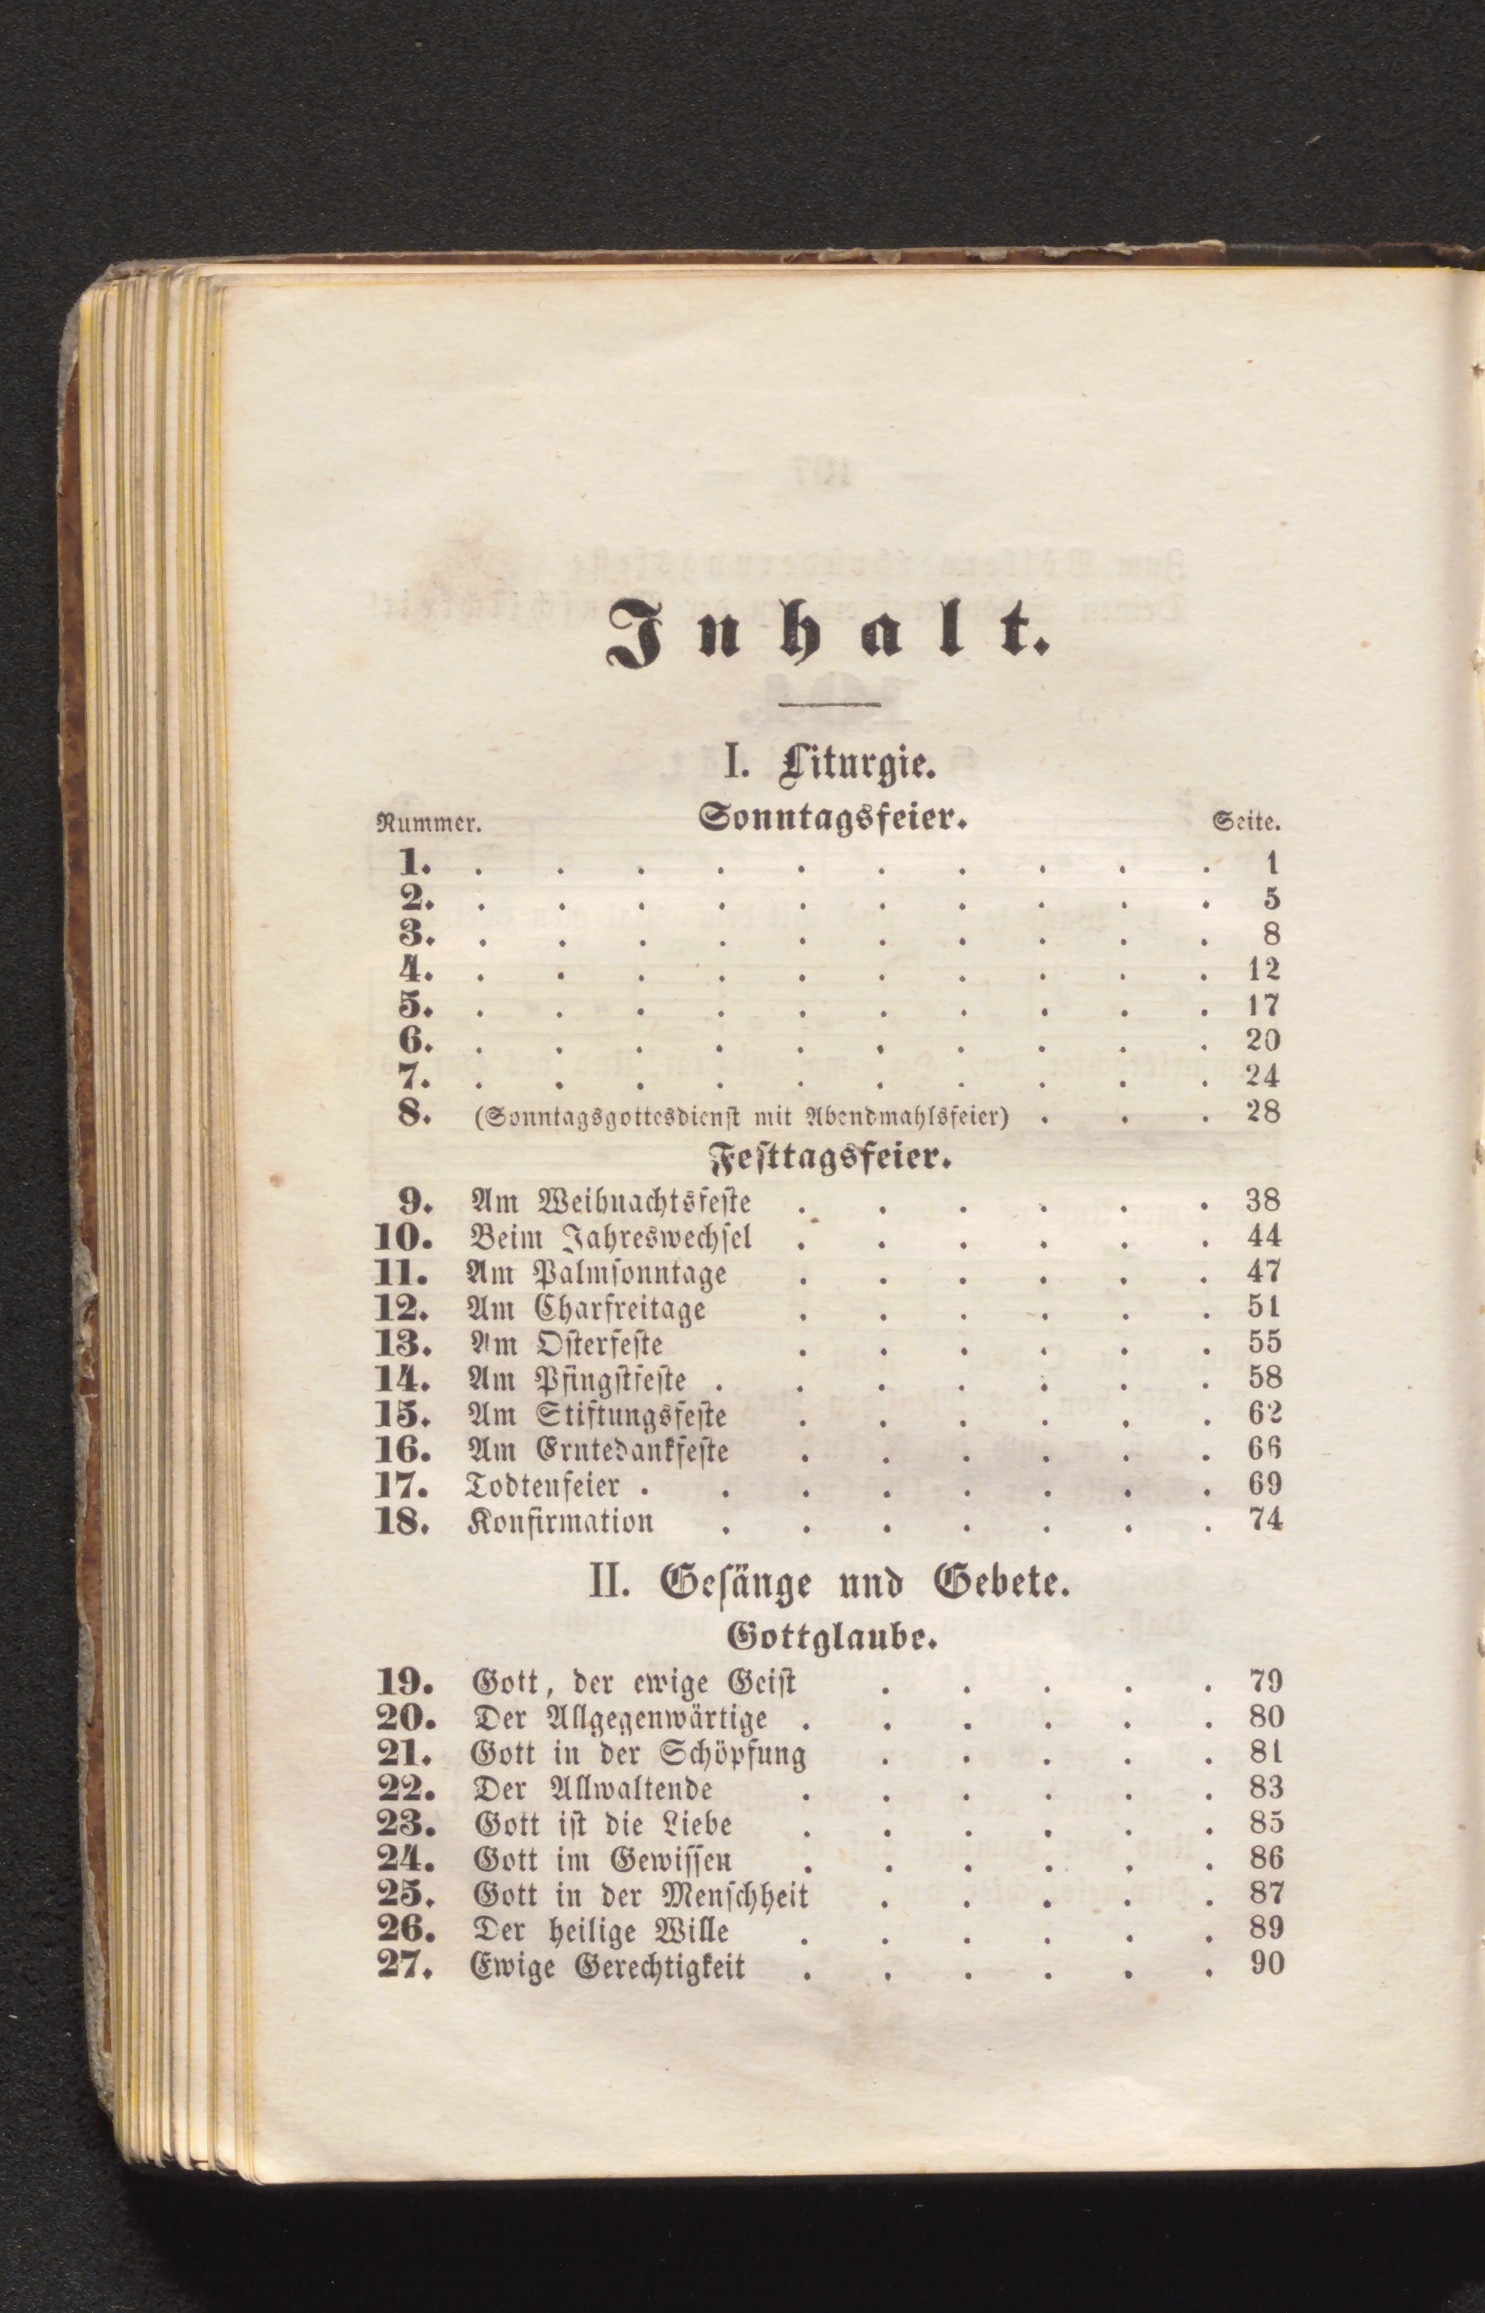 Inhalt.
I. Liturgie.
Nummer. Sonntagsfeier. Seite.
1. . . . . . . . . . . 1
2. . . . . . . . . . . 5
3. . . . . . . . . . . 8
4. . . . . . . . . . . 12
5. . . . . . . . . . . 17
6. . . . . . . . . . . 20
7. . . . . . . . . . . 24
8. (Sonntagsgottesdienſt mit Abendmahlsfeier) . . . 28
Feſttagsfeier.
9. Am Weihnachtsfeſte . . . . . . 38
10. Beim Jahreswechſel . . . . . . 44
11. Am Palmſonntage . . . . . . 47
12. Am Charfreitage . . . . . . 51
13. Am Oſterfeſte . . . . . . 55
14. Am Pfingſtfeſte . . . . . . . 58
15. Am Stiftungsfeſte . . . . . . 62
16. Am Erntedankfeſte . . . . . . 66
17. Todtenfeier . . . . . . . . 69
18. Konfirmation . . . . . . . 74
II. Geſänge und Gebete.
Gottglaube.
19. Gott, der ewige Geiſt . . . . . 79
20. Der Allgegenwärtige . . . . . . 80
21. Gott in der Schöpfung . . . . . 81
22. Der Allwaltende . . . . . . 83
23. Gott iſt die Liebe . . . . . . 85
24. Gott im Gewiſſen . . . . . . 86
25. Gott in der Menſchheit . . . . . 87
26. Der heilige Wille . . . . . . 89
27. Ewige Gerechtigkeit . . . . . . 90